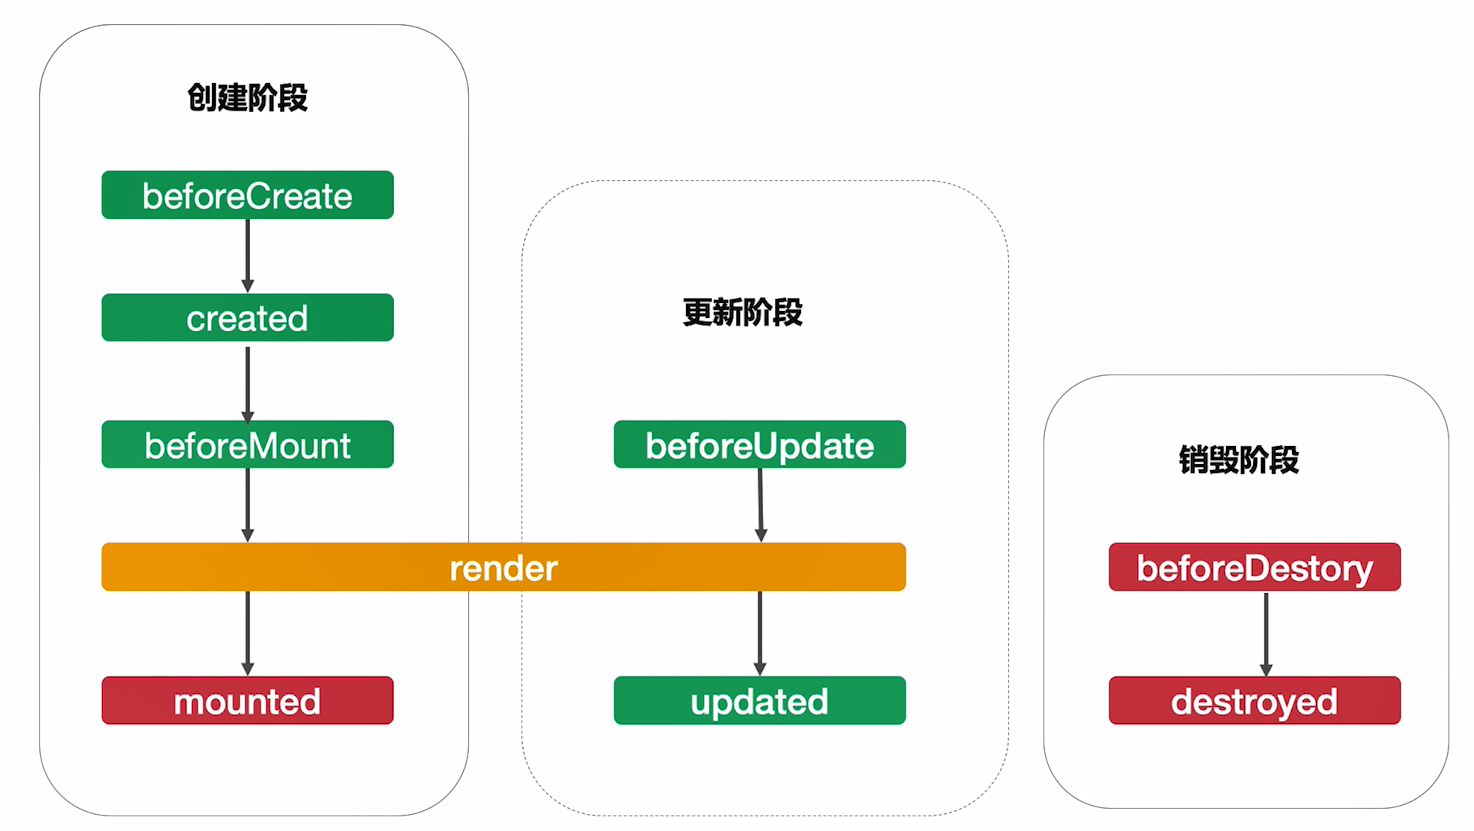 创建阶段
beforeCreate
created
beforeMount
render
mounted
更新阶段
beforeUpdate
updated
销毁阶段
beforeDestory
destroyed